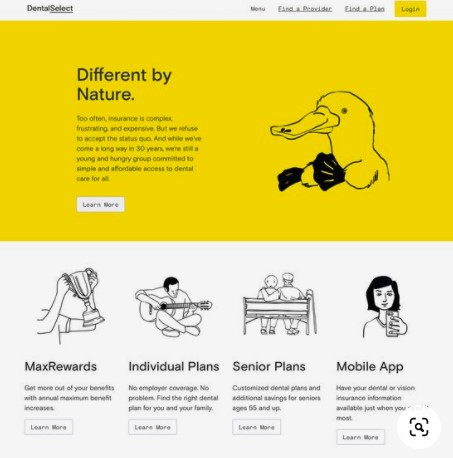 DentalSelect Menu Find a Provider Find a Plan Login
Different by
Nature.
Too often, insurance is complex,
frustrating, and expensive. But we refuse
to accept the status quo. And while we've
come a long way in 30 years, we're still a
young and hungry group committed to
simple and affordable access to dental
care for all.
Learn More
MaxRewards
Get more out of your benefits
with annual maximum benefit
increases.
Learn More
Individual Plans
No employer coverage. No
problem. Find the right dental
plan for you and your family.
Learn More
Senior Plans
Customized dental plans and
additional savings for seniors
ages 55 and up.
Learn More
Mobile App
Have your dental or vision
insurance information
available just when you
most.
Learn More